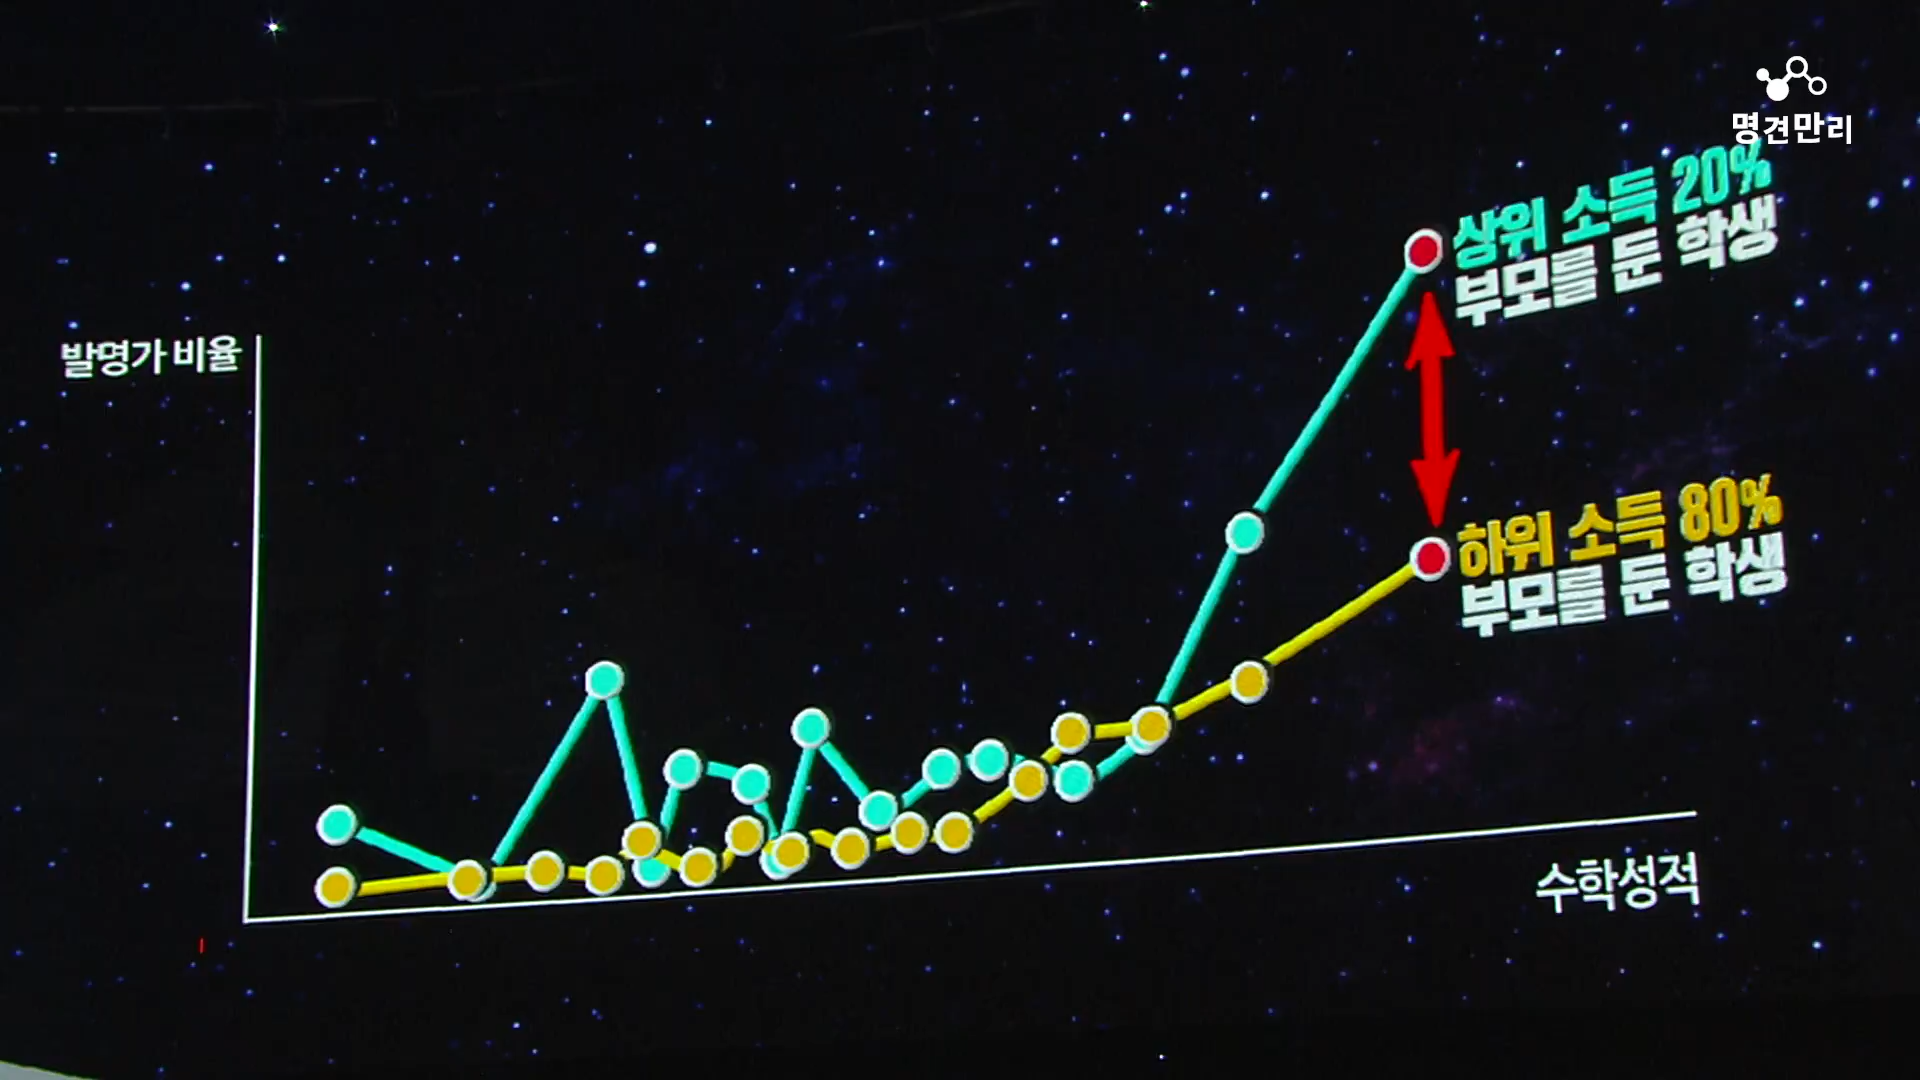 명견만리
상위 소득 20%
부모를 둔 학생
발명가 비율
하위 소득 80%
부모를 둔 학생
수학성적